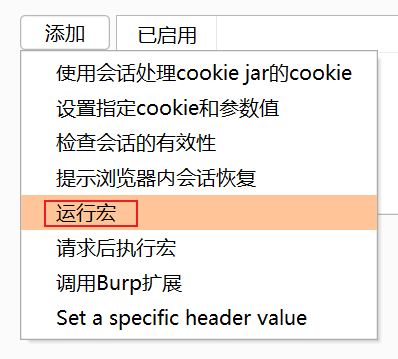 添加 已启用
使用会话处理cookie jar的cookie
设置指定cookie和参数值
检查会话的有效性
提示浏览器内会话恢复
运行宏
请求后执行宏
调用Burp扩展
Set a specific header value